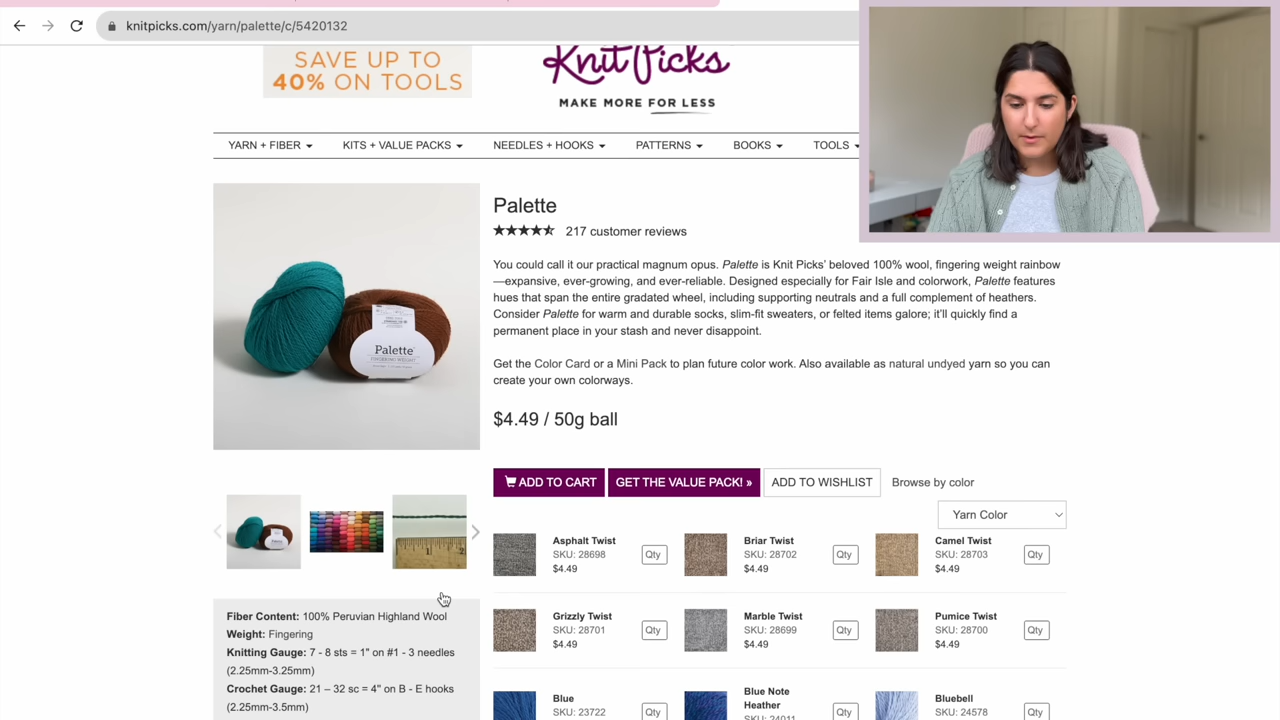 knitpicks.com/yarn/palette/c/5420132
SAVE UP TO
40% ON TOOLS
KnitPicks
MAKE MORE FOR LESS
YARN + FIBER
KITS + VALUE PACKS
NEEDLES + HOOKS
PATTERNS
BOOKS
TOOLS
Palette
217 customer reviews
You could call it our practical magnum opus. Palette is Knit Picks’ beloved 100% wool, fingering weight rainbow
—expansive, ever-growing, and ever-reliable. Designed especially for Fair Isle and colorwork, Palette features
hues that span the entire gradated wheel, including supporting neutrals and a full complement of heathers.
Consider Palette for warm and durable socks, slim-fit sweaters, or felted items galore; it’ll quickly find a
permanent place in your stash and never disappoint.
Get the Color Card or a Mini Pack to plan future color work. Also available as natural undyed yarn so you can
create your own colorways.
$4.49 / 50g ball
ADD TO CART
GET THE VALUE PACK! »
ADD TO WISHLIST
Browse by color
Yarn Color
Palette
FINGERING WEIGHT
1
2
Asphalt Twist
SKU: 28698
$4.49
Qty
Briar Twist
SKU: 28702
$4.49
Qty
Camel Twist
SKU: 28703
$4.49
Qty
Grizzly Twist
SKU: 28701
$4.49
Qty
Marble Twist
SKU: 28699
$4.49
Qty
Pumice Twist
SKU: 28700
$4.49
Qty
Blue
SKU: 23722
Qty
Blue Note
Heather
SKU: 24011
Qty
Bluebell
SKU: 24578
Qty
Fiber Content: 100% Peruvian Highland Wool
Weight: Fingering
Knitting Gauge: 7 - 8 sts = 1" on #1 - 3 needles
(2.25mm-3.25mm)
Crochet Gauge: 21 – 32 sc = 4" on B - E hooks
(2.25mm-3.5mm)